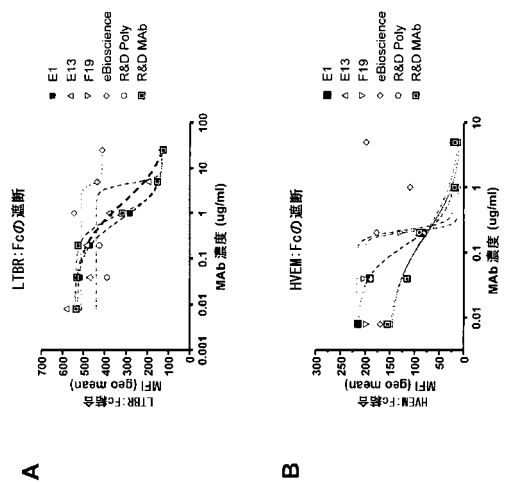 A
LTBR:Fcの遮断
LTBR:Fc結合
MFI (geo mean)
700
600
500
400
300
200
100
0.001
0.01
0.1
1
10
100
MAb 濃度 (ug/ml)
E1
E13
F19
eBioscience
R&D Poly
R&D MAb
B
HVEM:Fcの遮断
HVEM:Fc結合
MFI (geo mean)
300
250
200
150
100
50
0
0.01
0.1
1
10
MAb 濃度 (ug/ml)
E1
E13
F19
eBioscience
R&D Poly
R&D MAb